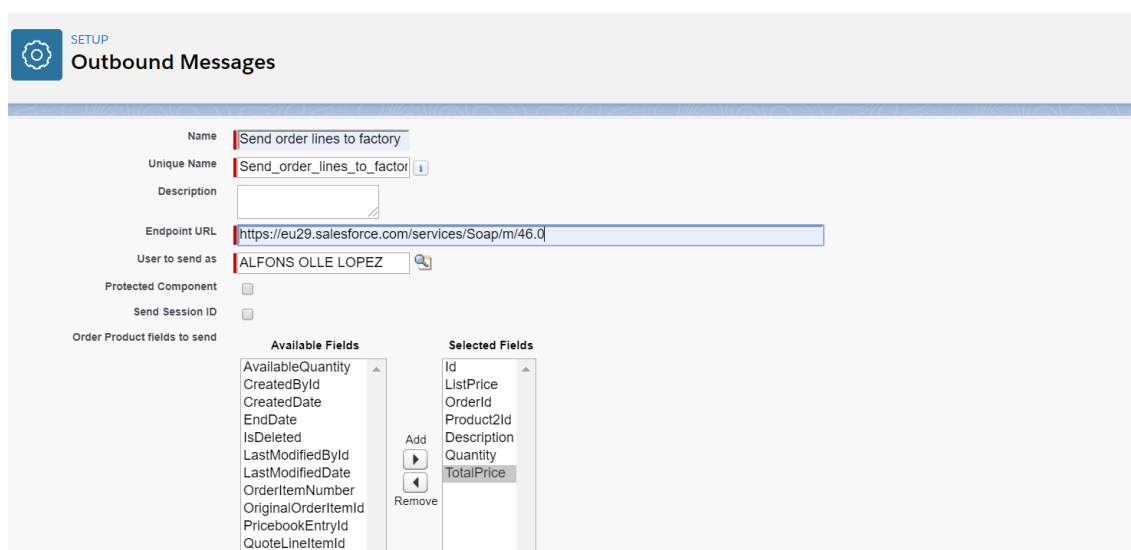 SETUP
Outbound Messages
Name
Send order lines to factory
Unique Name
Send_order_lines_to_factor
i
Description
Endpoint URL
https://eu29.salesforce.com/services/Soap/m/46.0
User to send as
ALFONS OLLE LOPEZ
Protected Component
Send Session ID
Order Product fields to send
Available Fields
AvailableQuantity
CreatedById
CreatedDate
EndDate
IsDeleted
LastModifiedById
LastModifiedDate
OrderItemNumber
OriginalOrderItemId
PricebookEntryId
QuoteLineItemId
Add
Remove
Selected Fields
Id
ListPrice
OrderId
Product2Id
Description
Quantity
TotalPrice